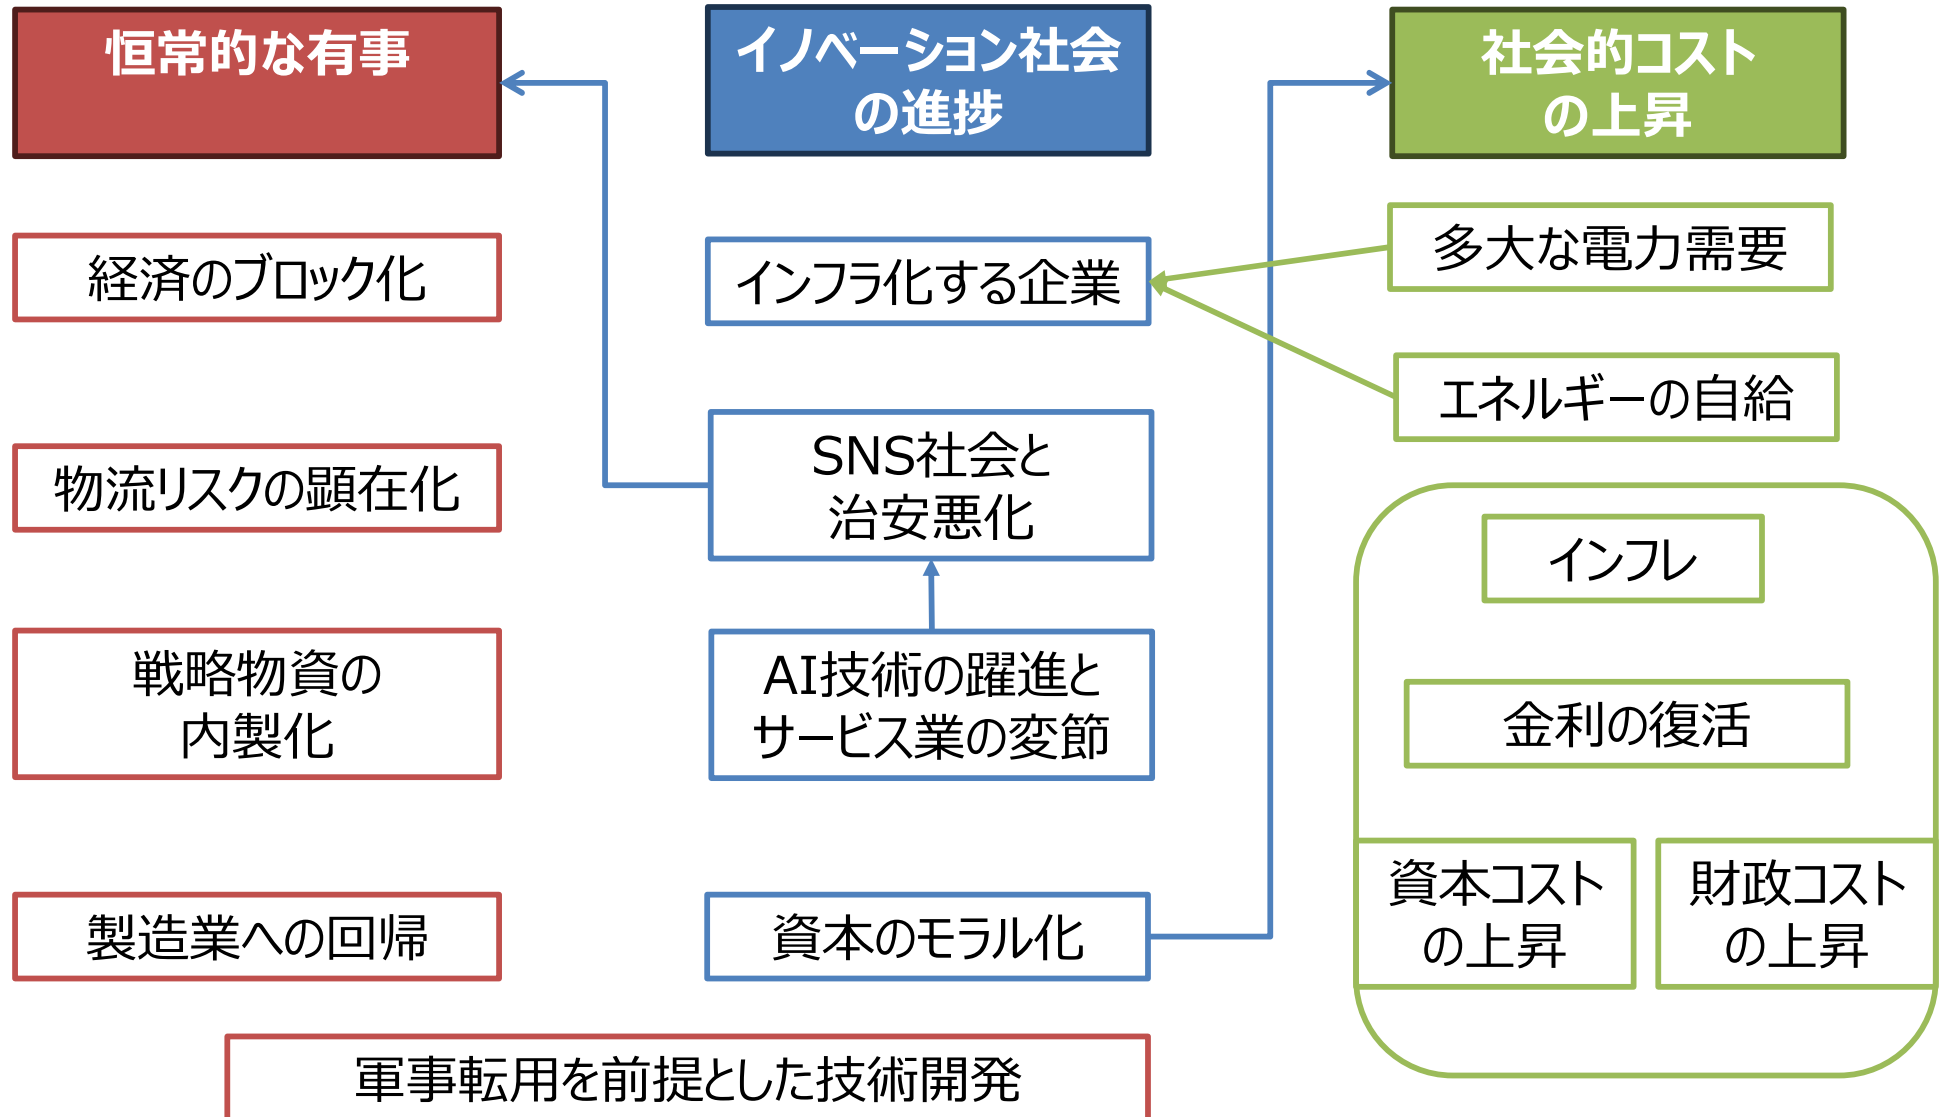 恒常的な有事
イノベーション社会
の進捗
社会的コスト
の上昇
経済のブロック化
インフラ化する企業
多大な電力需要
エネルギーの自給
物流リスクの顕在化
SNS社会と
治安悪化
インフレ
戦略物資の
内製化
AI技術の躍進と
サービス業の変節
金利の復活
製造業への回帰
資本のモラル化
資本コスト
の上昇
財政コスト
の上昇
軍事転用を前提とした技術開発